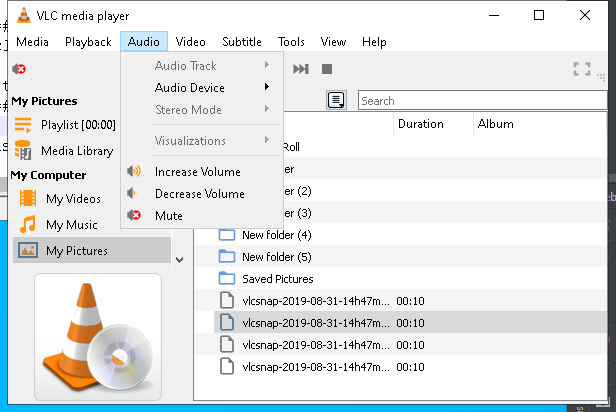 VLC media player
Media Playback Audio Video Subtitle Tools View Help
Audio Track
Audio Device
Stereo Mode
Visualizations
Increase Volume
Decrease Volume
Mute
My Pictures
Playlist [00:00]
Media Library
My Computer
My Videos
My Music
My Pictures
Search
Duration Album
Roll
(2)
(3)
New folder (4)
New folder (5)
Saved Pictures
vlcsnap-2019-08-31-14h47m... 00:10
vlcsnap-2019-08-31-14h47m... 00:10
vlcsnap-2019-08-31-14h47m... 00:10
vlcsnap-2019-08-31-14h47m... 00:10